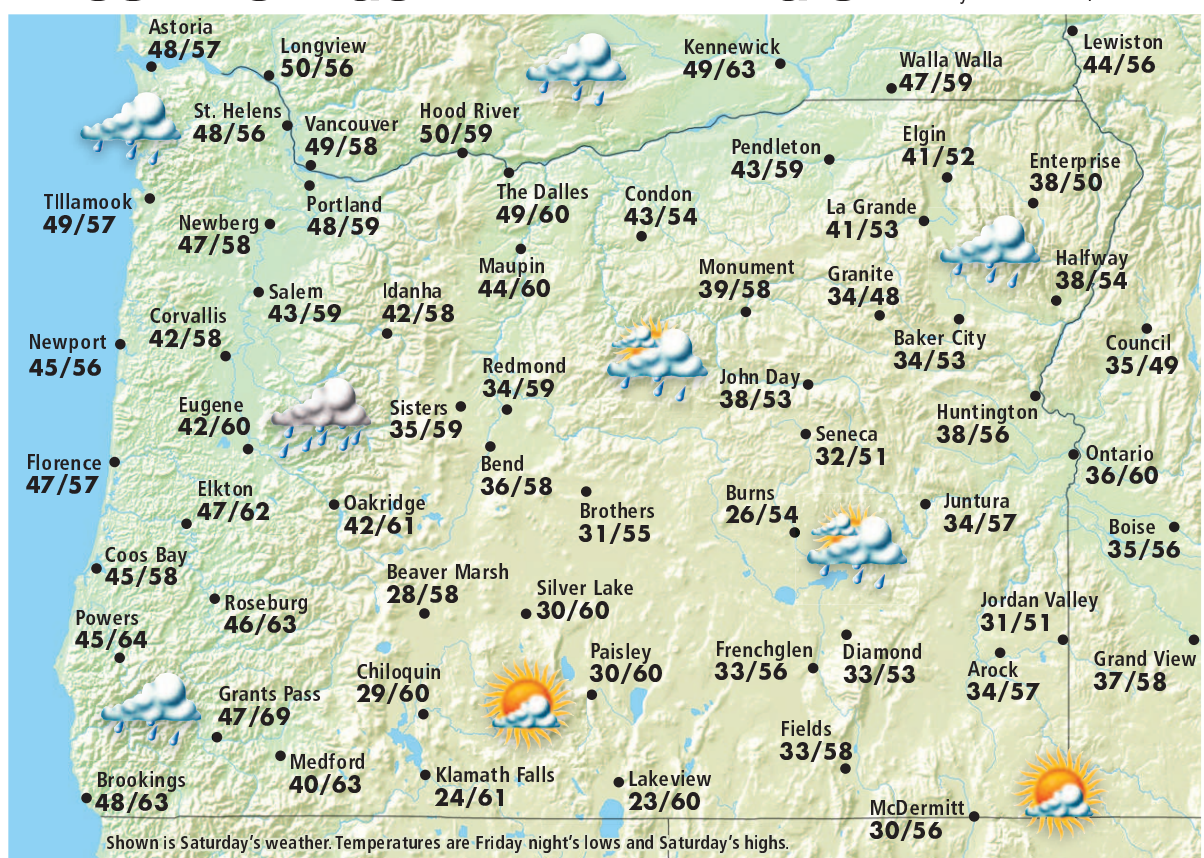 Astoria
48/57
Longview
50/56
Kennewick
49/63
Walla Walla
47/59
Lewiston
44/56
St. Helens
48/56
Vancouver
49/58
Hood River
50/59
Pendleton
43/59
Elgin
41/52
Enterprise
38/50
TIllamook
49/57
Newberg
47/58
Portland
48/59
The Dalles
49/60
Condon
43/54
La Grande
41/53
Maupin
44/60
Monument
39/58
Granite
34/48
Halfway
38/54
Salem
43/59
Idanha
42/58
Corvallis
42/58
Newport
45/56
Baker City
34/53
Council
35/49
Redmond
34/59
John Day
38/53
Eugene
42/60
Sisters
35/59
Huntington
38/56
Seneca
32/51
Florence
47/57
Bend
36/58
Ontario
36/60
Elkton
47/62
Oakridge
42/61
Brothers
31/55
Burns
26/54
Juntura
34/57
Boise
35/56
Coos Bay
45/58
Beaver Marsh
28/58
Silver Lake
30/60
Roseburg
46/63
Powers
45/64
Jordan Valley
31/51
Paisley
30/60
Frenchglen
33/56
Diamond
33/53
Arock
34/57
Grand View
37/58
Chiloquin
29/60
Grants Pass
47/69
Fields
33/58
Medford
40/63
Klamath Falls
24/61
Lakeview
23/60
Brookings
48/63
McDermitt
30/56
Shown is Saturday's weather. Temperatures are Friday night's lows and Saturday's highs.